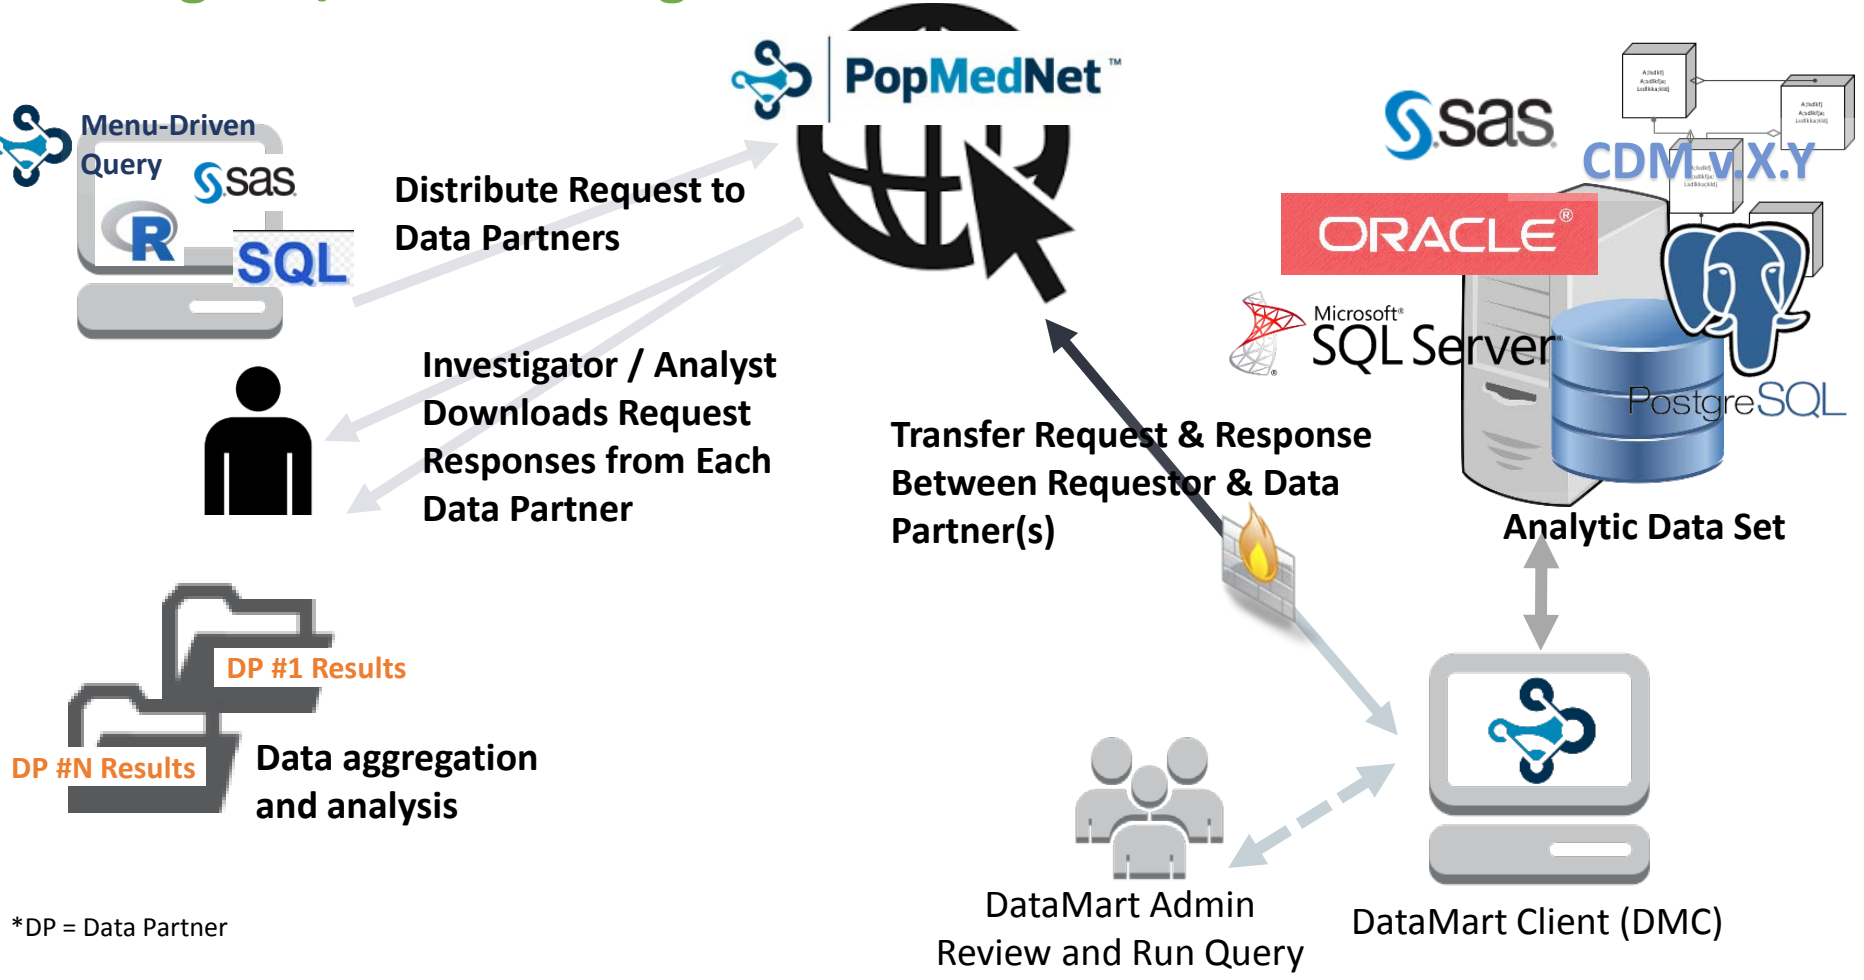 PopMedNet™
Menu-Driven
Query
sas
R
SQL
Distribute Request to
Data Partners
Investigator / Analyst
Downloads Request
Responses from Each
Data Partner
DP #1 Results
DP #N Results
Data aggregation
and analysis
*DP = Data Partner
Transfer Request & Response
Between Requestor & Data
Partner(s)
sas
CDM v.X.Y
ORACLE®
Microsoft®
SQL Server®
PostgreSQL
Analytic Data Set
DataMart Admin
Review and Run Query
DataMart Client (DMC)